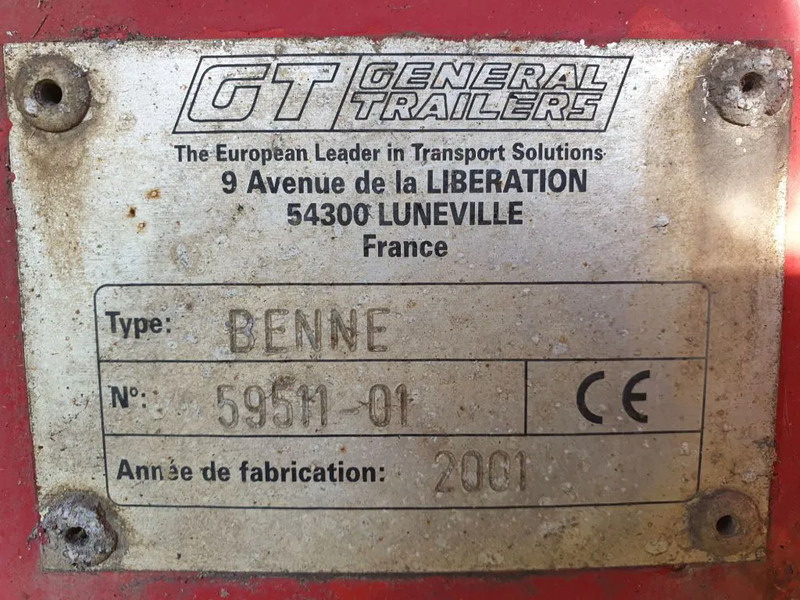 GT GENERAL TRAILERS
The European Leader in Transport Solutions
9 Avenue de la LIBERATION
54300 LUNEVILLE
France
Type: BENNE
N°: 59511-01 CE
Année de fabrication: 2001